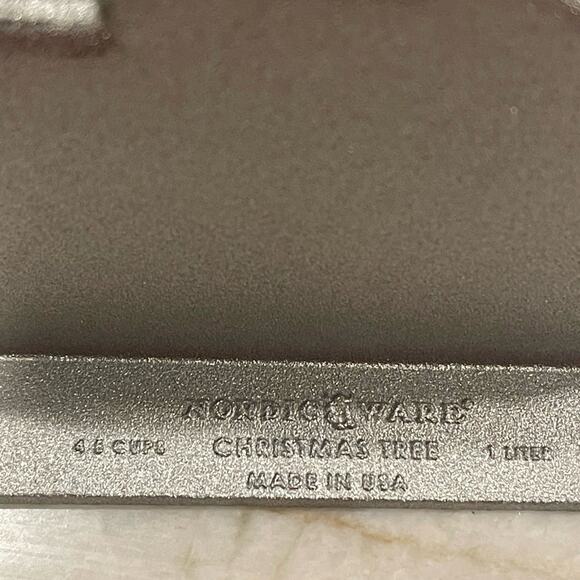 NORDIC WARE®
4.5 CUPS CHRISTMAS TREE 1 LITER
MADE IN USA